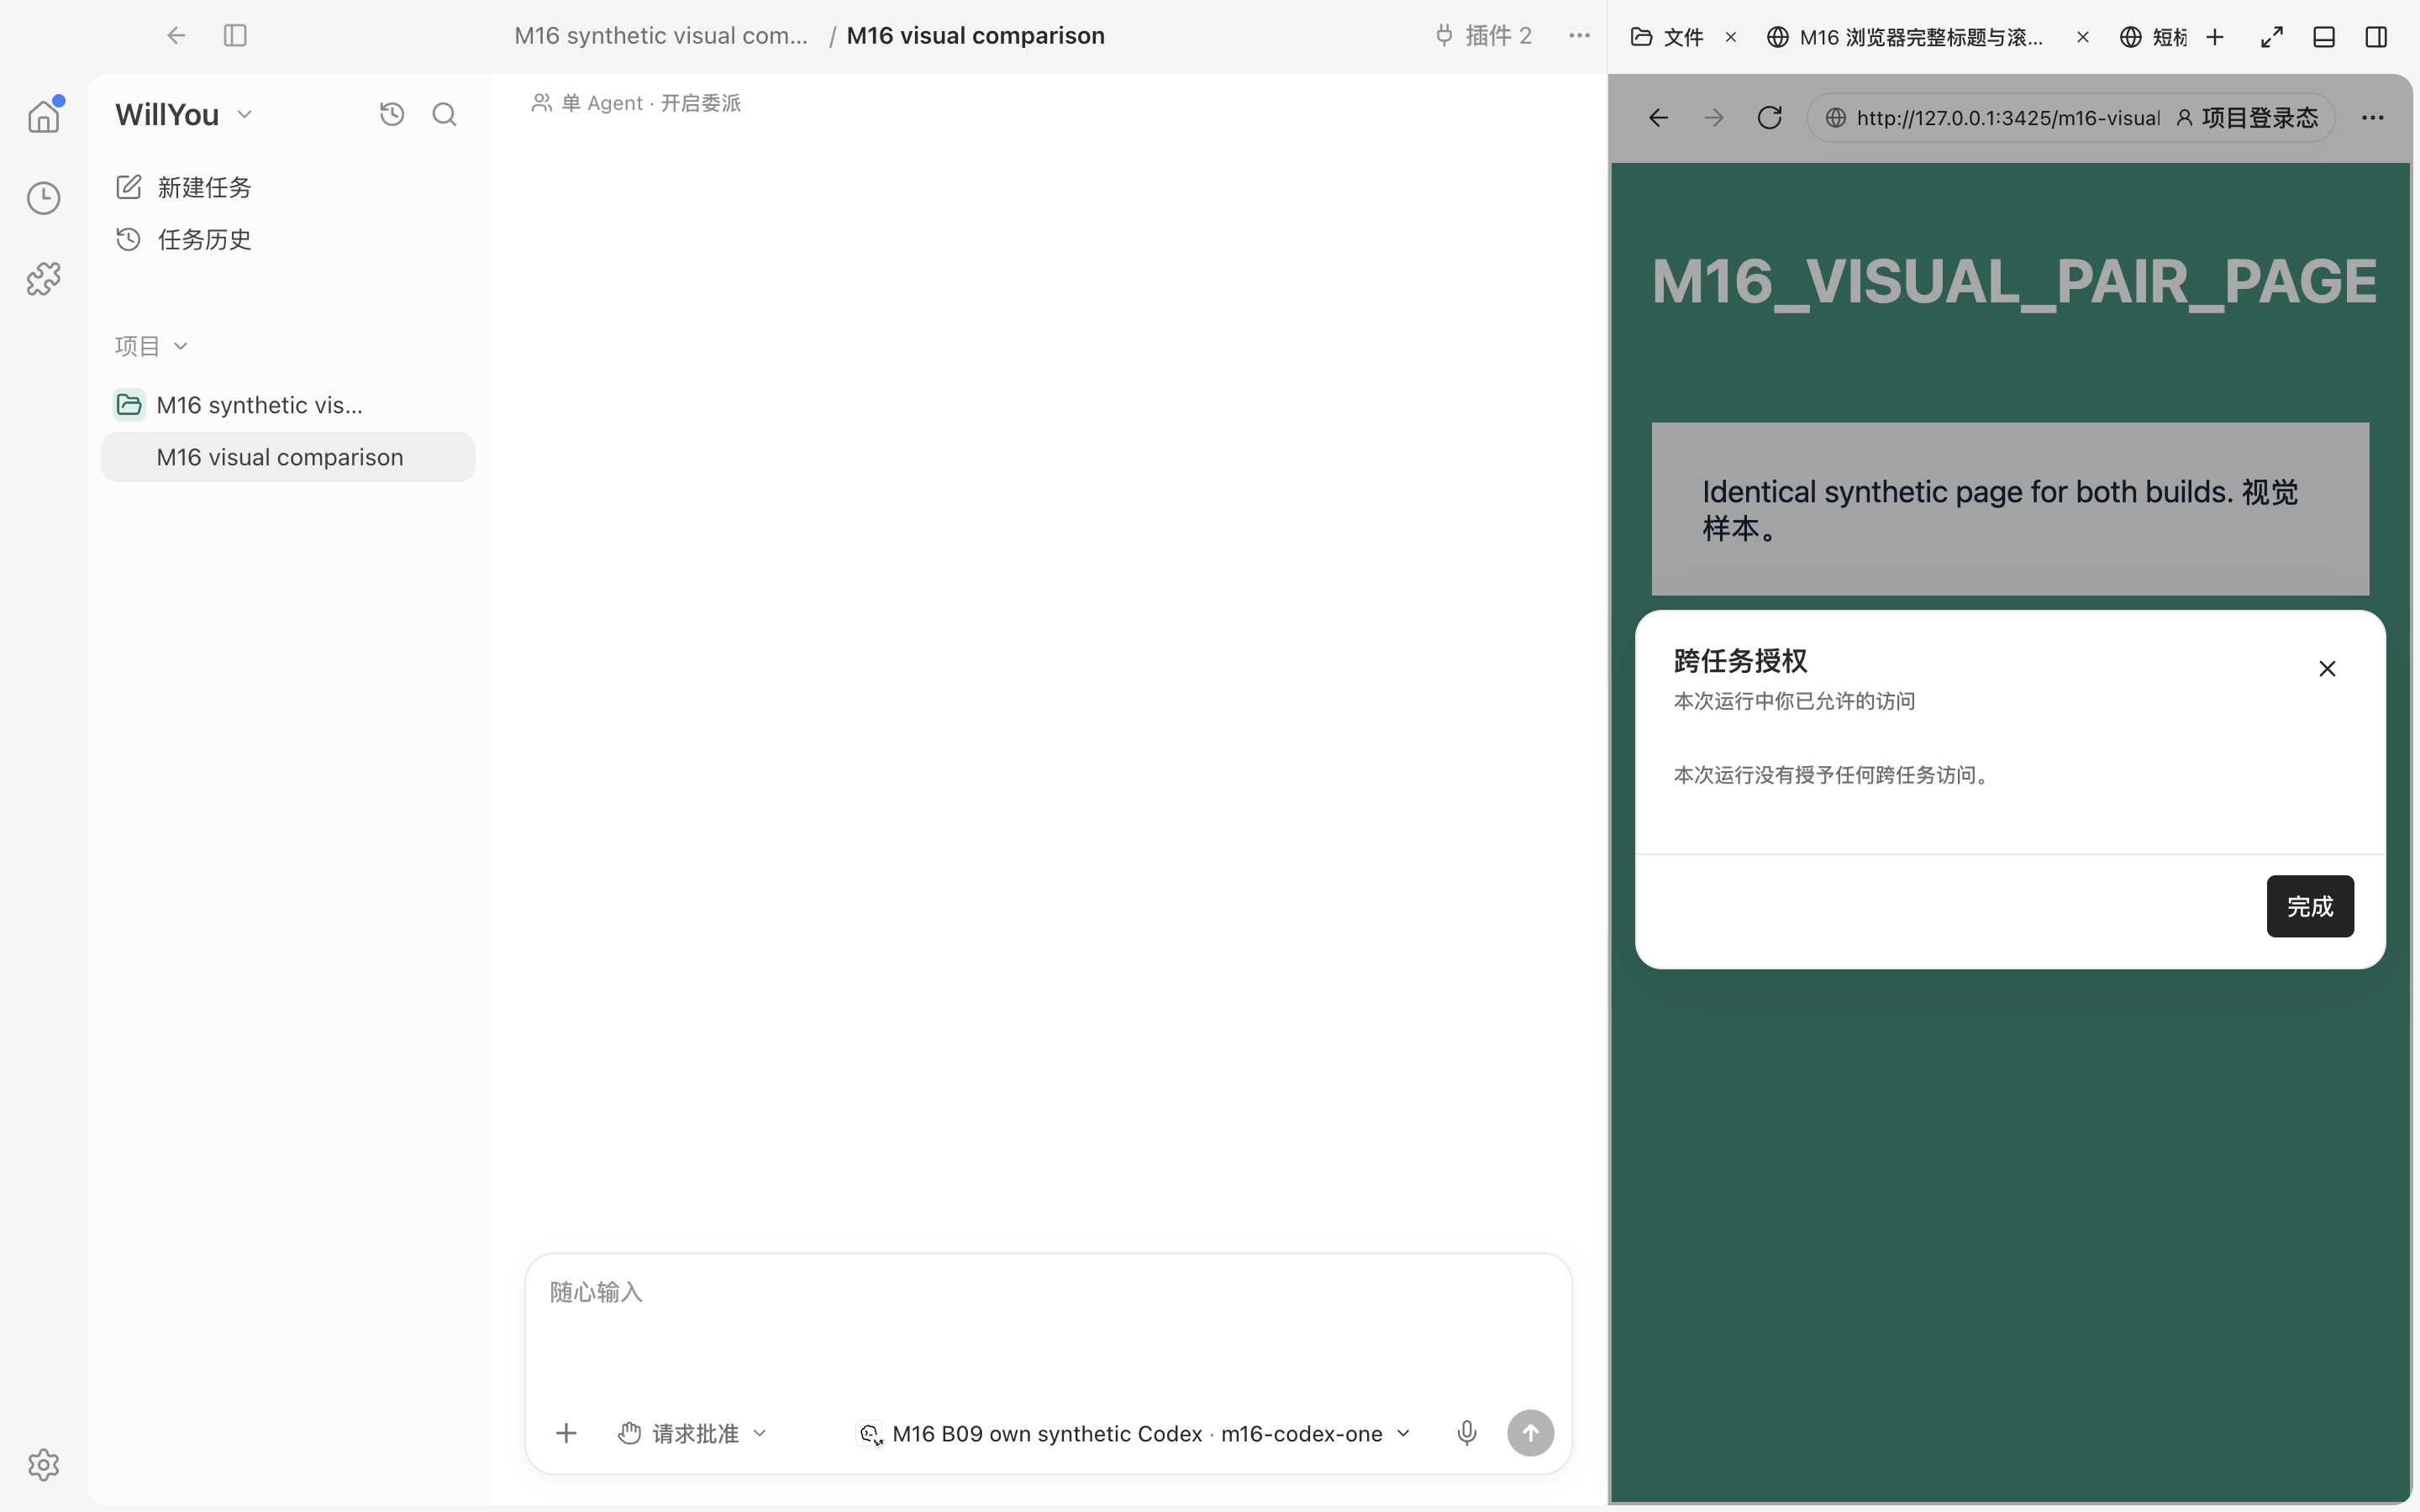 M16 synthetic visual com... / M16 visual comparison
插件 2
文件
M16 浏览器完整标题与滚...
短标
WillYou
新建任务
任务历史
项目
M16 synthetic vis...
M16 visual comparison
单 Agent · 开启委派
随心输入
请求批准
M16 B09 own synthetic Codex · m16-codex-one
http://127.0.0.1:3425/m16-visual
项目登录态
M16_VISUAL_PAIR_PAGE
Identical synthetic page for both builds. 视觉
样本。
跨任务授权
本次运行中你已允许的访问
本次运行没有授予任何跨任务访问。
完成